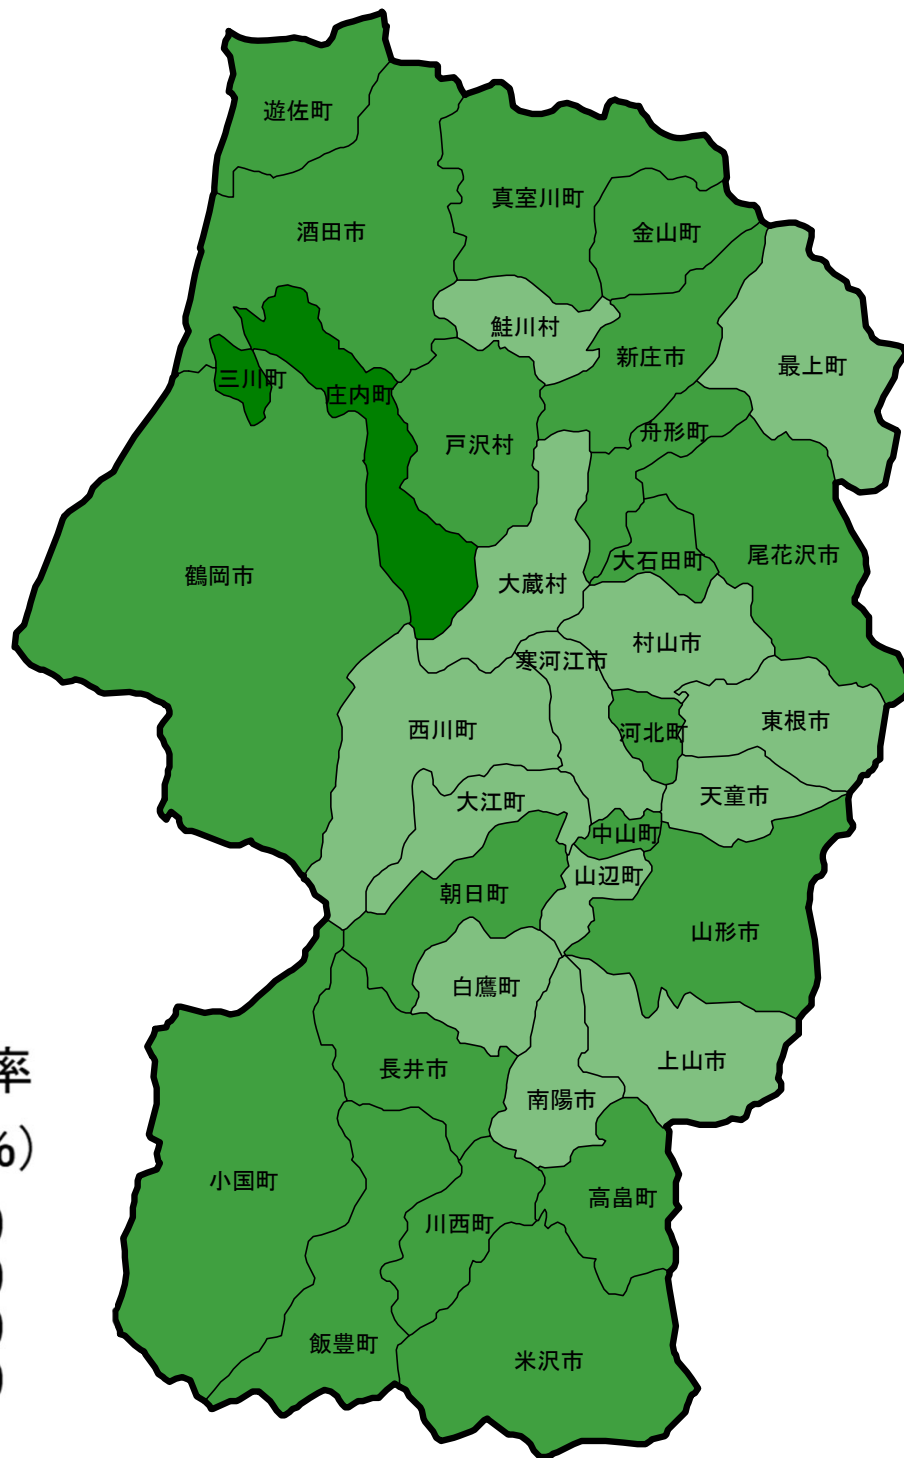 遊佐町
真室川町
酒田市
金山町
鮭川村
新庄市
最上町
三川町
庄内町
舟形町
戸沢村
尾花沢市
大石田町
鶴岡市
大蔵村
村山市
寒河江市
東根市
西川町
河北町
天童市
大江町
中山町
山辺町
朝日町
山形市
白鷹町
率
上山市
長井市
南陽市
%)
小国町
高畠町
川西町
)
)
)
飯豊町
米沢市
)